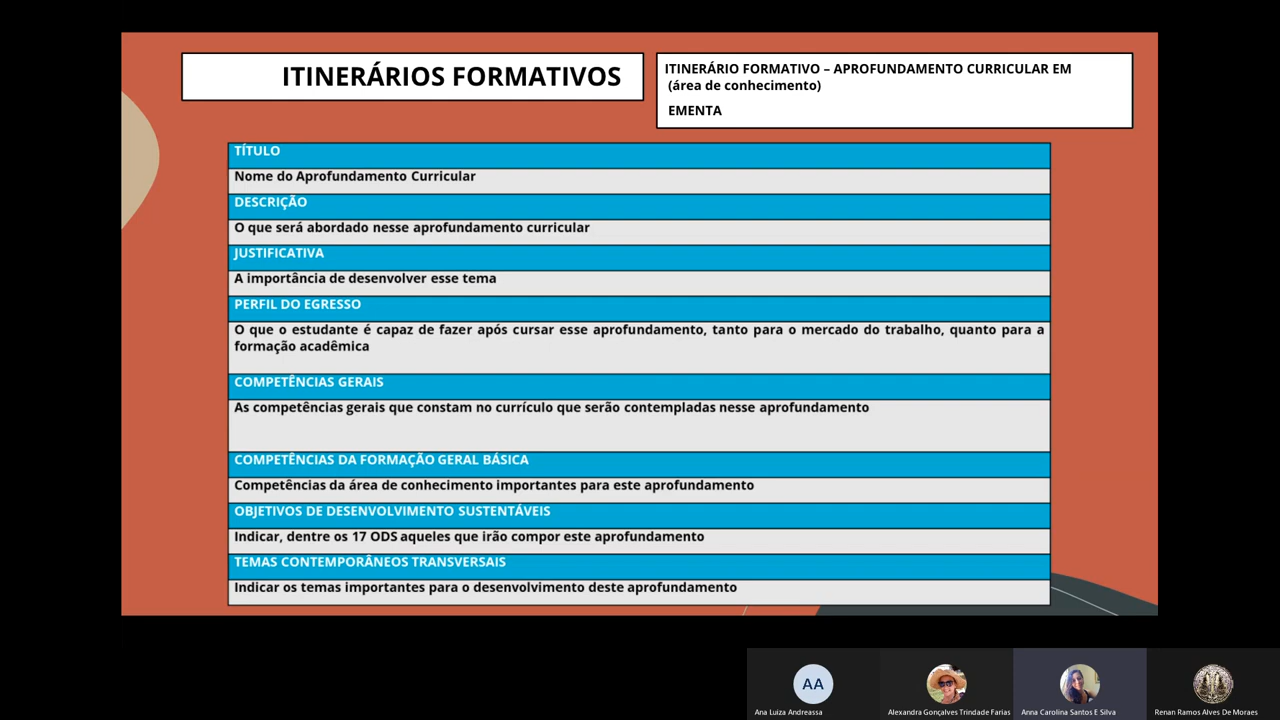 ITINERÁRIOS FORMATIVOS
ITINERÁRIO FORMATIVO – APROFUNDAMENTO CURRICULAR EM
(área de conhecimento)
EMENTA
TÍTULO
Nome do Aprofundamento Curricular
DESCRIÇÃO
O que será abordado nesse aprofundamento curricular
JUSTIFICATIVA
A importância de desenvolver esse tema
PERFIL DO EGRESSO
O que o estudante é capaz de fazer após cursar esse aprofundamento, tanto para o mercado do trabalho, quanto para a
formação acadêmica
COMPETÊNCIAS GERAIS
As competências gerais que constam no currículo que serão contempladas nesse aprofundamento
COMPETÊNCIAS DA FORMAÇÃO GERAL BÁSICA
Competências da área de conhecimento importantes para este aprofundamento
OBJETIVOS DE DESENVOLVIMENTO SUSTENTÁVEIS
Indicar, dentre os 17 ODS aqueles que irão compor este aprofundamento
TEMAS CONTEMPORÂNEOS TRANSVERSAIS
Indicar os temas importantes para o desenvolvimento deste aprofundamento
AA
Ana Luiza Andreassa
Alexandra Gonçalves Trindade Farias
Anna Carolina Santos E Silva
Renan Ramos Alves De Moraes